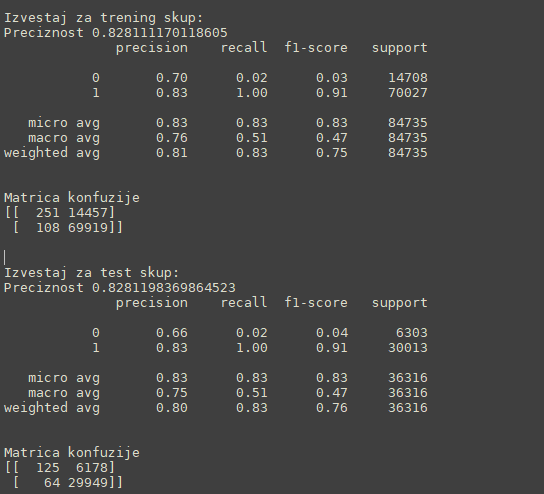 Izvestaj za trening skup:
Preciznost 0.828111170118605
precision recall f1-score support
0 0.70 0.02 0.03 14708
1 0.83 1.00 0.91 70027
micro avg 0.83 0.83 0.83 84735
macro avg 0.76 0.51 0.47 84735
weighted avg 0.81 0.83 0.75 84735
Matrica konfuzije
[[ 251 14457]
[ 108 69919]]
Izvestaj za test skup:
Preciznost 0.8281198369864523
precision recall f1-score support
0 0.66 0.02 0.04 6303
1 0.83 1.00 0.91 30013
micro avg 0.83 0.83 0.83 36316
macro avg 0.75 0.51 0.47 36316
weighted avg 0.80 0.83 0.76 36316
Matrica konfuzije
[[ 125 6178]
[ 64 29949]]